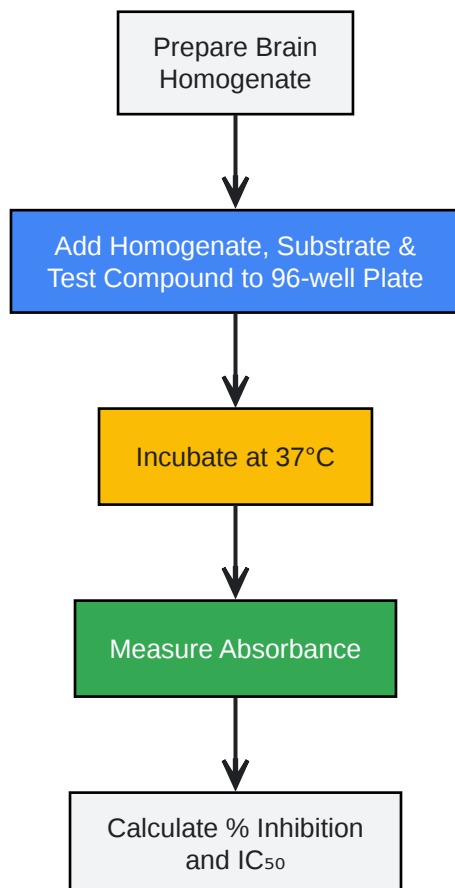 Prepare Brain
Homogenate
Add Homogenate, Substrate &
Test Compound to 96-well Plate
Incubate at 37°C
Measure Absorbance
Calculate % Inhibition
and IC₅₀